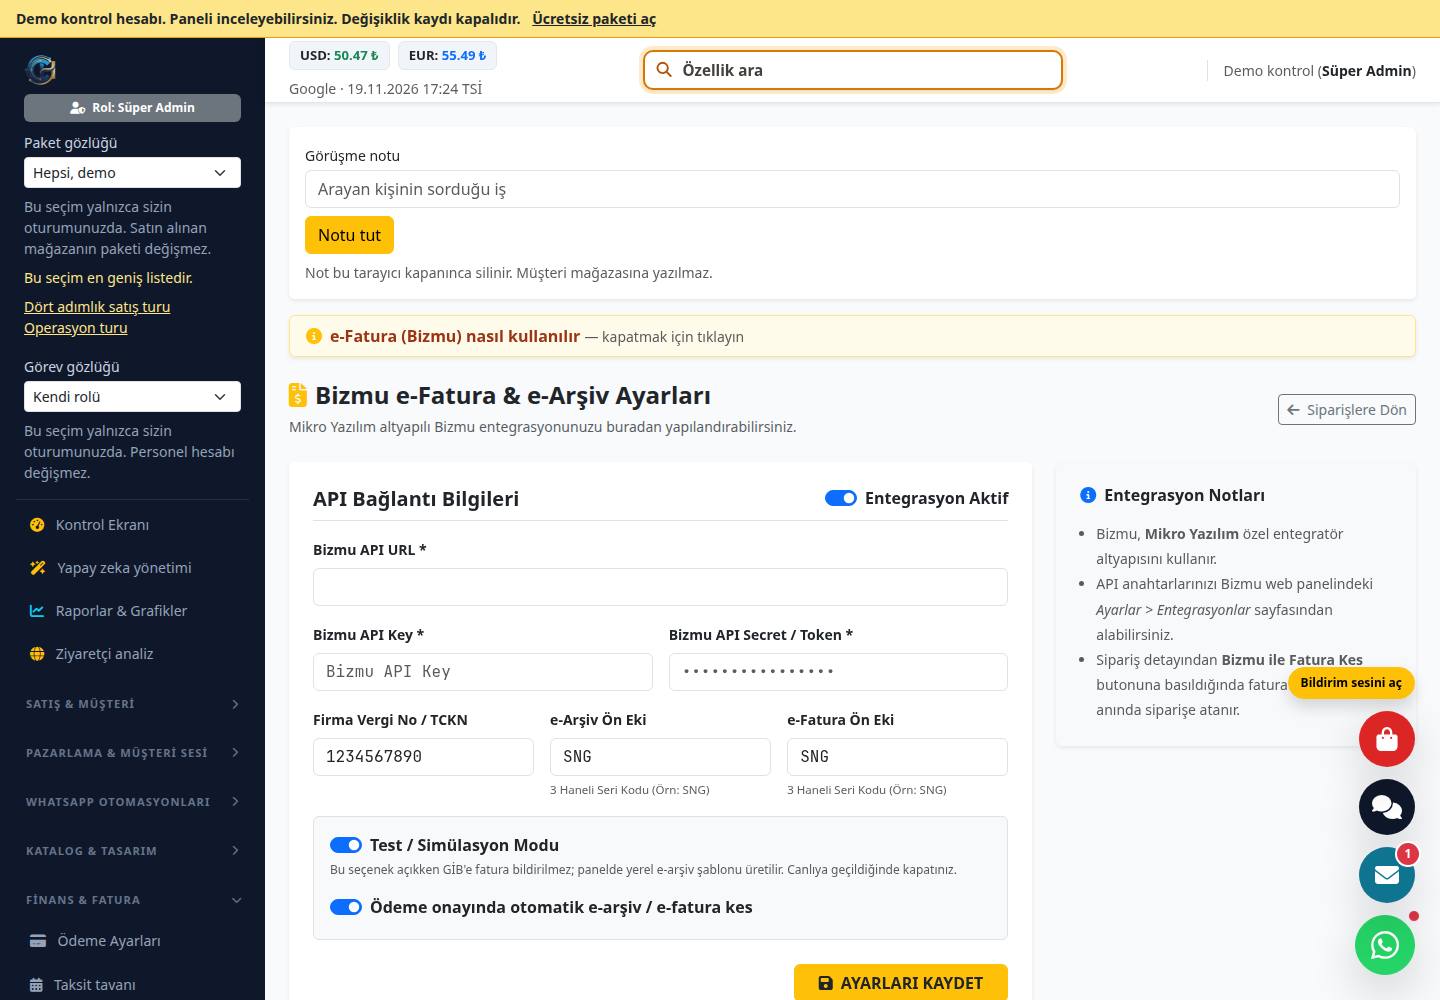 Demo kontrol hesabı. Paneli inceleyebilirsiniz. Değişiklik kaydı kapalıdır. Ücretsiz paketi aç
Rol: Süper Admin
Paket gözlüğü
Hepsi, demo
Bu seçim yalnızca sizin
oturumunuzda. Satın alınan
mağazanın paketi değişmez.
Bu seçim en geniş listedir.
Dört adımlık satış turu
Operasyon turu
Görev gözlüğü
Kendi rolü
Bu seçim yalnızca sizin
oturumunuzda. Personel hesabı
değişmez.
Kontrol Ekranı
Yapay zeka yönetimi
Raporlar & Grafikler
Ziyaretçi analiz
SATIŞ & MÜŞTERİ
PAZARLAMA & MÜŞTERİ SESİ
WHATSAPP OTOMASYONLARI
KATALOG & TASARIM
FİNANS & FATURA
Ödeme Ayarları
Taksit tavanı
USD: 50.47 ₺ EUR: 55.49 ₺
Google · 19.11.2026 17:24 TSİ
Özellik ara
Demo kontrol (Süper Admin)
Görüşme notu
Arayan kişinin sorduğu iş
Notu tut
Not bu tarayıcı kapanınca silinir. Müşteri mağazasına yazılmaz.
e-Fatura (Bizmu) nasıl kullanılır — kapatmak için tıklayın
Bizmu e-Fatura & e-Arşiv Ayarları
Mikro Yazılım altyapılı Bizmu entegrasyonunuzu buradan yapılandırabilirsiniz.
Siparişlere Dön
API Bağlantı Bilgileri
Entegrasyon Aktif
Bizmu API URL *
Bizmu API Key * Bizmu API Secret / Token *
Bizmu API Key ••••••••••••••••
Firma Vergi No / TCKN e-Arşiv Ön Eki e-Fatura Ön Eki
1234567890 SNG SNG
3 Haneli Seri Kodu (Örn: SNG) 3 Haneli Seri Kodu (Örn: SNG)
Test / Simülasyon Modu
Bu seçenek açıkken GİB'e fatura bildirilmez; panelde yerel e-arşiv şablonu üretilir. Canlıya geçildiğinde kapatınız.
Ödeme onayında otomatik e-arşiv / e-fatura kes
AYARLARI KAYDET
Entegrasyon Notları
Bizmu, Mikro Yazılım özel entegratör
altyapısını kullanır.
API anahtarlarınızı Bizmu web panelindeki
Ayarlar > Entegrasyonlar sayfasından
alabilirsiniz.
Sipariş detayından Bizmu ile Fatura Kes
butonuna basıldığında fatura
anında siparişe atanır.
Bildirim sesini aç
1